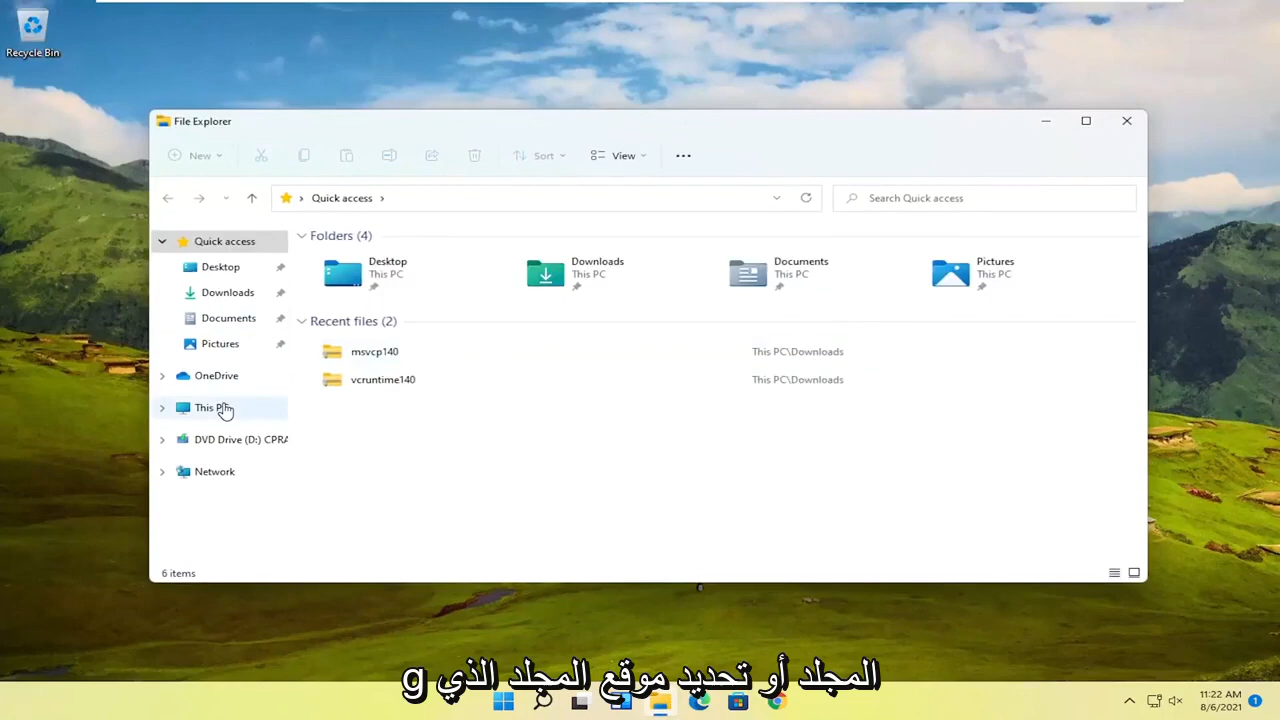 Recycle Bin
File Explorer
New
Sort
View
Quick access
Search Quick access
Quick access
Desktop
Downloads
Documents
Pictures
OneDrive
This
DVD Drive (D:) CPRA
Network
Folders (4)
Desktop
This PC
Downloads
This PC
Documents
This PC
Pictures
This PC
Recent files (2)
msvcp140
This PC\Downloads
vcruntime140
This PC\Downloads
6 items
المجلد أو تحديد موقع المجلد الذي g
11:22 AM
8/6/2021
1